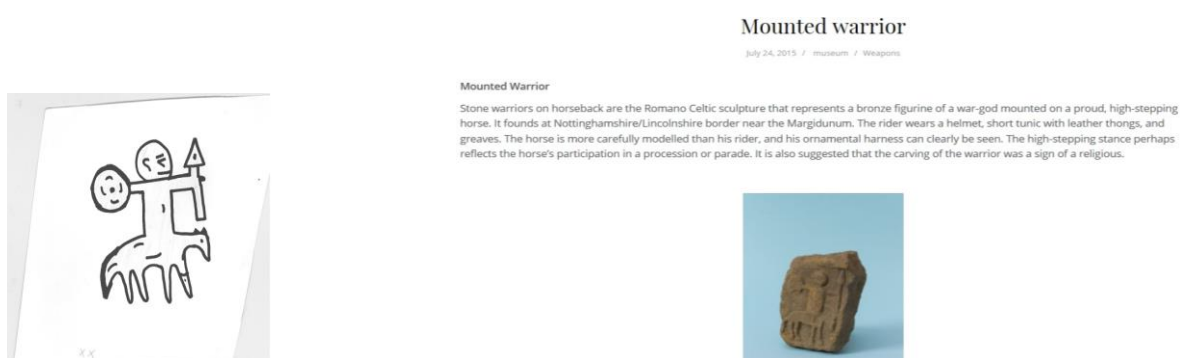 Mounted warrior
July 24, 2015 / museum / Weapons
Mounted Warrior
Stone warriors on horseback are the Romano Celtic sculpture that represents a bronze figurine of a war-god mounted on a proud, high-stepping
horse. It founds at Nottinghamshire/Lincolnshire border near the Margidunum. The rider wears a helmet, short tunic with leather thongs, and
greaves. The horse is more carefully modelled than his rider, and his ornamental harness can clearly be seen. The high-stepping stance perhaps
reflects the horse's participation in a procession or parade. It is also suggested that the carving of the warrior was a sign of a religious.
XX